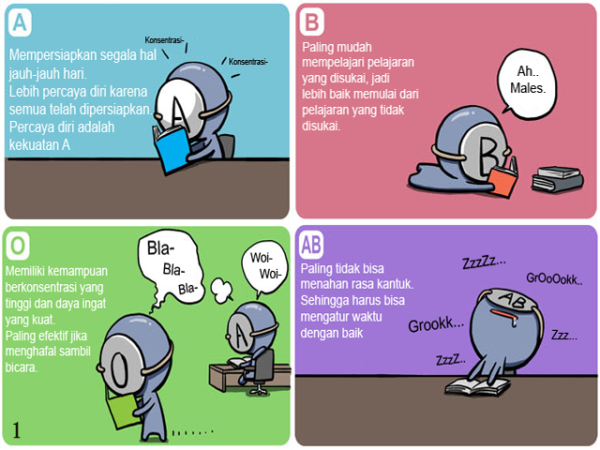 A
Konsentrasi-
Konsentrasi-
Mempersiapkan segala hal
jauh-jauh hari.
Lebih percaya diri karena
semua telah dipersiapkan.
Percaya diri adalah
kekuatan A
A
B
Paling mudah
mempelajari pelajaran
yang disukai, jadi
lebih baik memulai dari
pelajaran yang tidak
disukai.
Ah..
Males.
B
O
Memiliki kemampuan
berkonsentrasi yang
tinggi dan daya ingat
yang kuat.
Paling efektif jika
menghafal sambil
bicara.
Bla-
Bla-
Bla-
Woi-
Woi-
O
A
1
AB
Paling tidak bisa
menahan rasa kantuk.
Sehingga harus bisa
mengatur waktu
dengan baik
ZzzZz...
GrOoOokk..
AB
Grookk...
Zzz...
ZzzZ..